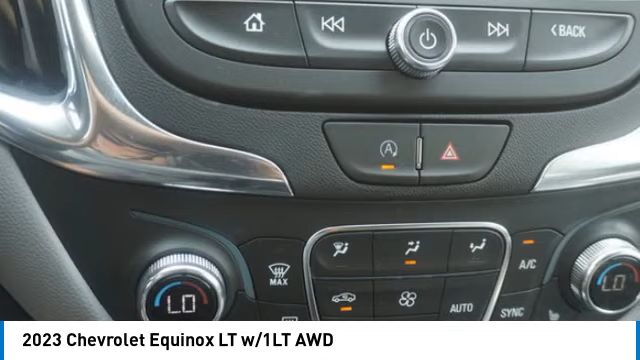 < BACK
A
MAX
A/C
LO
LO
AUTO
SYNC
2023 Chevrolet Equinox LT w/1LT AWD